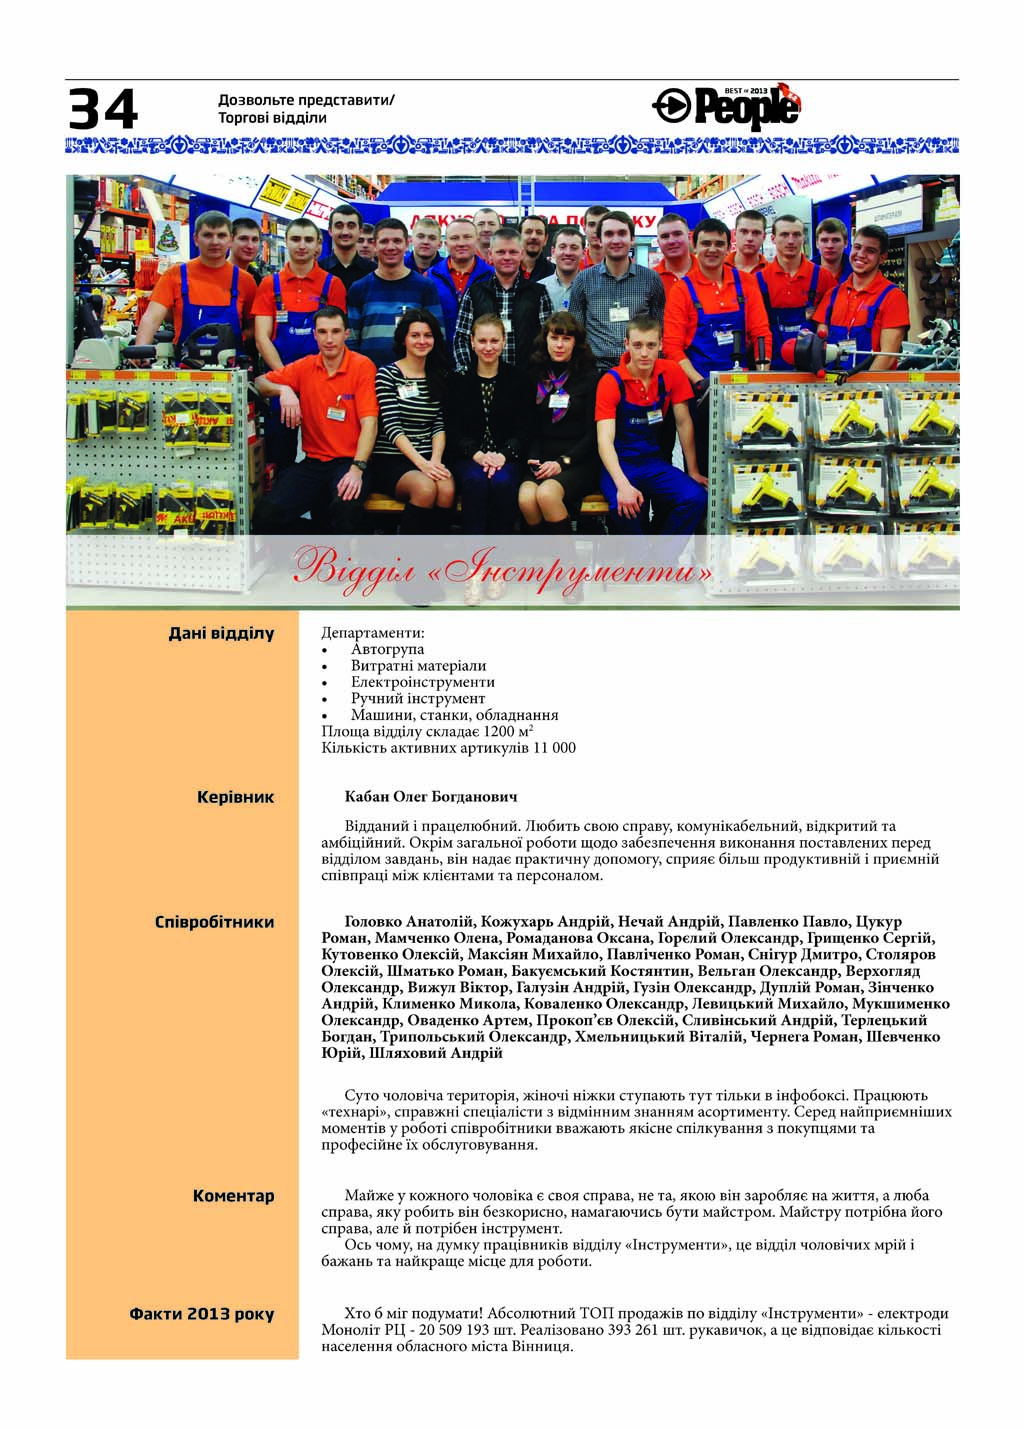 34
Дозвольте представити/
Торгові відділи
BEST OF 2013
People
Відділ «Інструменти»
Дані відділу
Департаменти:
• Автогрупа
• Витратні матеріали
• Електроінструменти
• Ручний інструмент
• Машини, станки, обладнання
Площа відділу складає 1200 м²
Кількість активних артикулів 11 000
Керівник
Кабан Олег Богданович
Відданий і працелюбний. Любить свою справу, комунікабельний, відкритий та
амбіційний. Окрім загальної роботи щодо забезпечення виконання поставлених перед
відділом завдань, він надає практичну допомогу, сприяє більш продуктивній і приємній
співпраці між клієнтами та персоналом.
Співробітники
Головко Анатолій, Кожухарь Андрій, Нечай Андрій, Павленко Павло, Цукур
Роман, Мамченко Олена, Ромаданова Оксана, Горєлий Олександр, Грищенко Сергій,
Кутовенко Олексій, Максіян Михайло, Павліченко Роман, Снігур Дмитро, Столяров
Олексій, Шматько Роман, Бакуємський Костянтин, Вельган Олександр, Верхогляд
Олександр, Вижул Віктор, Галузін Андрій, Гузін Олександр, Дуплій Роман, Зінченко
Андрій, Клименко Микола, Коваленко Олександр, Левицький Михайло, Мукшименко
Олександр, Оваденко Артем, Прокоп’єв Олексій, Сливінський Андрій, Терлецький
Богдан, Трипольський Олександр, Хмельницький Віталій, Чернега Роман, Шевченко
Юрій, Шляховий Андрій
Суто чоловіча територія, жіночі ніжки ступають тут тільки в інфобоксі. Працюють
«технарі», справжні спеціалісти з відмінним знанням асортименту. Серед найприємніших
моментів у роботі співробітники вважають якісне спілкування з покупцями та
професійне їх обслуговування.
Коментар
Майже у кожного чоловіка є своя справа, не та, якою він заробляє на життя, а люба
справа, яку робить він безкорисно, намагаючись бути майстром. Майстру потрібна його
справа, але й потрібен інструмент.
Ось чому, на думку працівників відділу «Інструменти», це відділ чоловічих мрій і
бажань та найкраще місце для роботи.
Факти 2013 року
Хто б міг подумати! Абсолютний ТОП продажів по відділу «Інструменти» - електроди
Моноліт РЦ - 20 509 193 шт. Реалізовано 393 261 шт. рукавичок, а це відповідає кількості
населення обласного міста Вінниця.